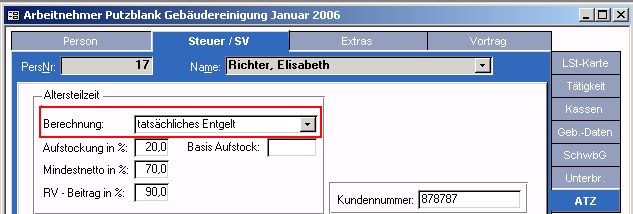 Arbeitnehmer Putzblank Gebäudereinigung Januar 2006
Person Steuer / SV Extras Vortrag
PersNr: 17 Name: Richter, Elisabeth
LSt-Karte
Tätigkeit
Kassen
Geb.-Daten
SchwbG
Unterbr.
ATZ
Altersteilzeit
Berechnung: tatsächliches Entgelt
Aufstockung in %: 20,0 Basis Aufstock:
Mindestnetto in %: 70,0
RV - Beitrag in %: 90,0
Kundennummer: 878787